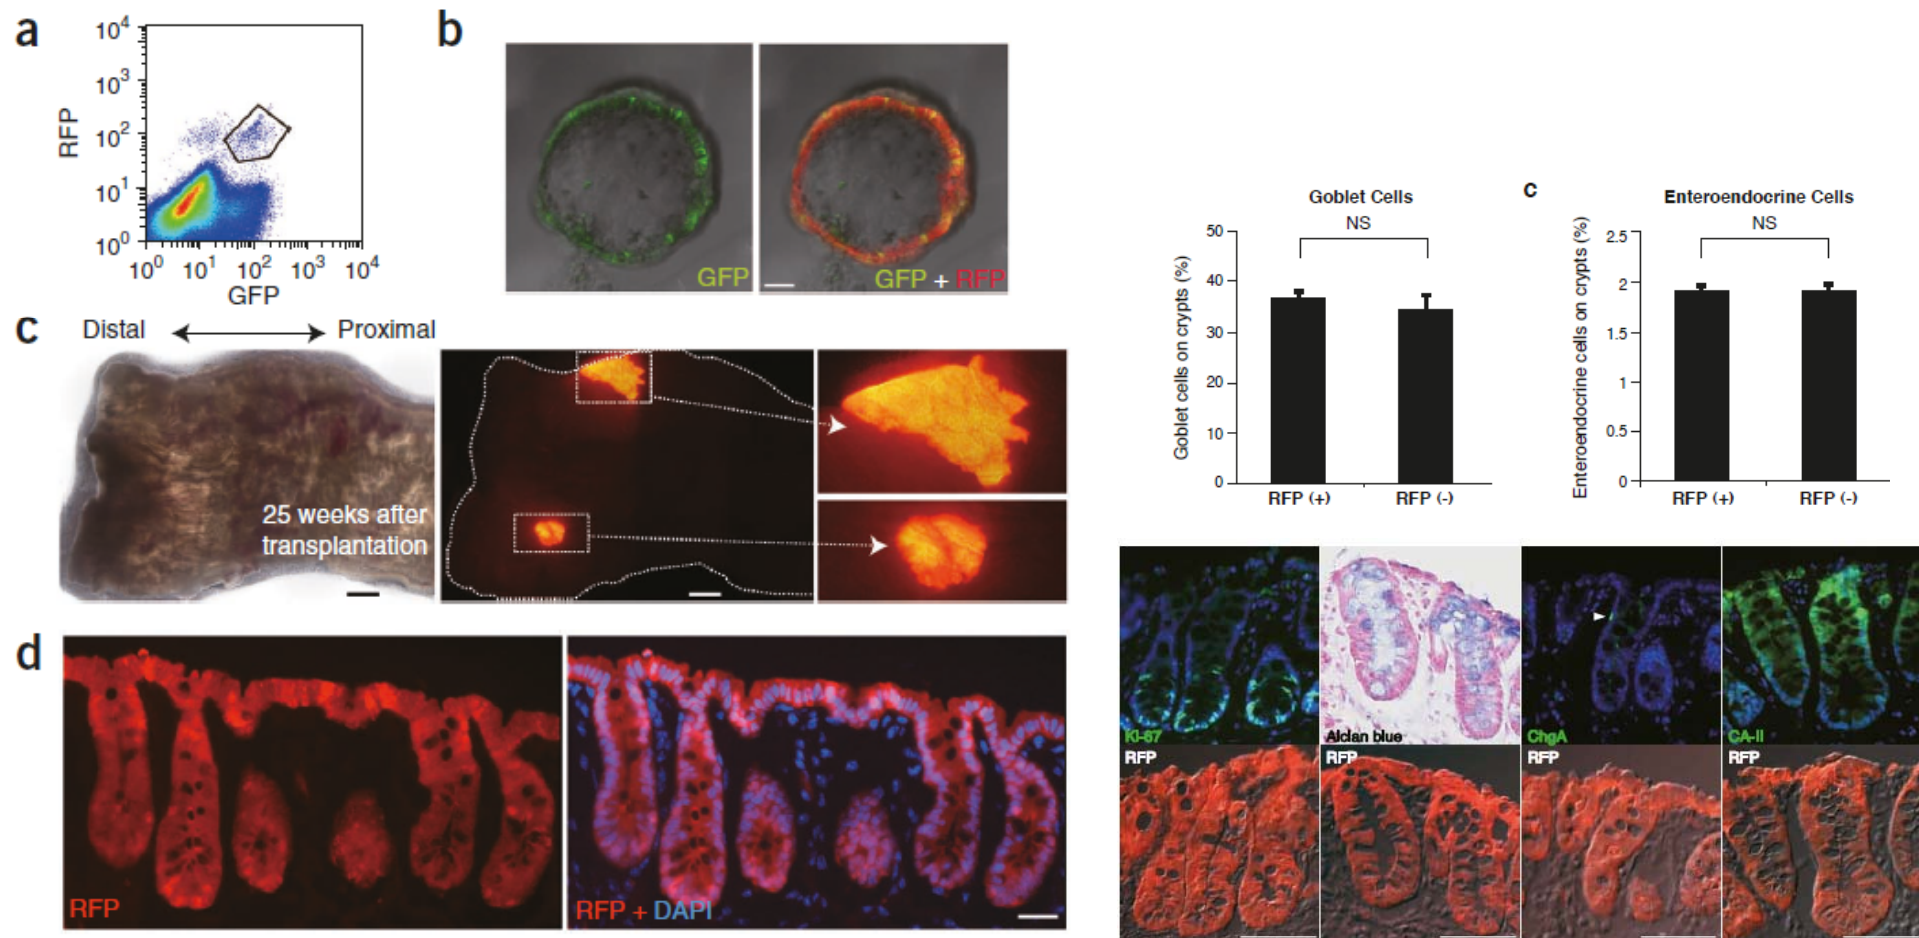 a
10⁴
10³
10²
10¹
10⁰
RFP
10⁰ 10¹ 10² 10³ 10⁴
GFP
b
GFP
GFP + RFP
c
Distal Proximal
25 weeks after
transplantation
d
RFP
RFP + DAPI
Goblet Cells
NS
50
40
30
20
10
0
Goblet cells on crypts (%)
RFP (+) RFP (-)
c
Enteroendocrine Cells
NS
2.5
2
1.5
1
0.5
0
Enteroendocrine cells on crypts (%)
RFP (+) RFP (-)
Ki-67
Alcian blue
ChgA
CA-II
RFP
RFP
RFP
RFP